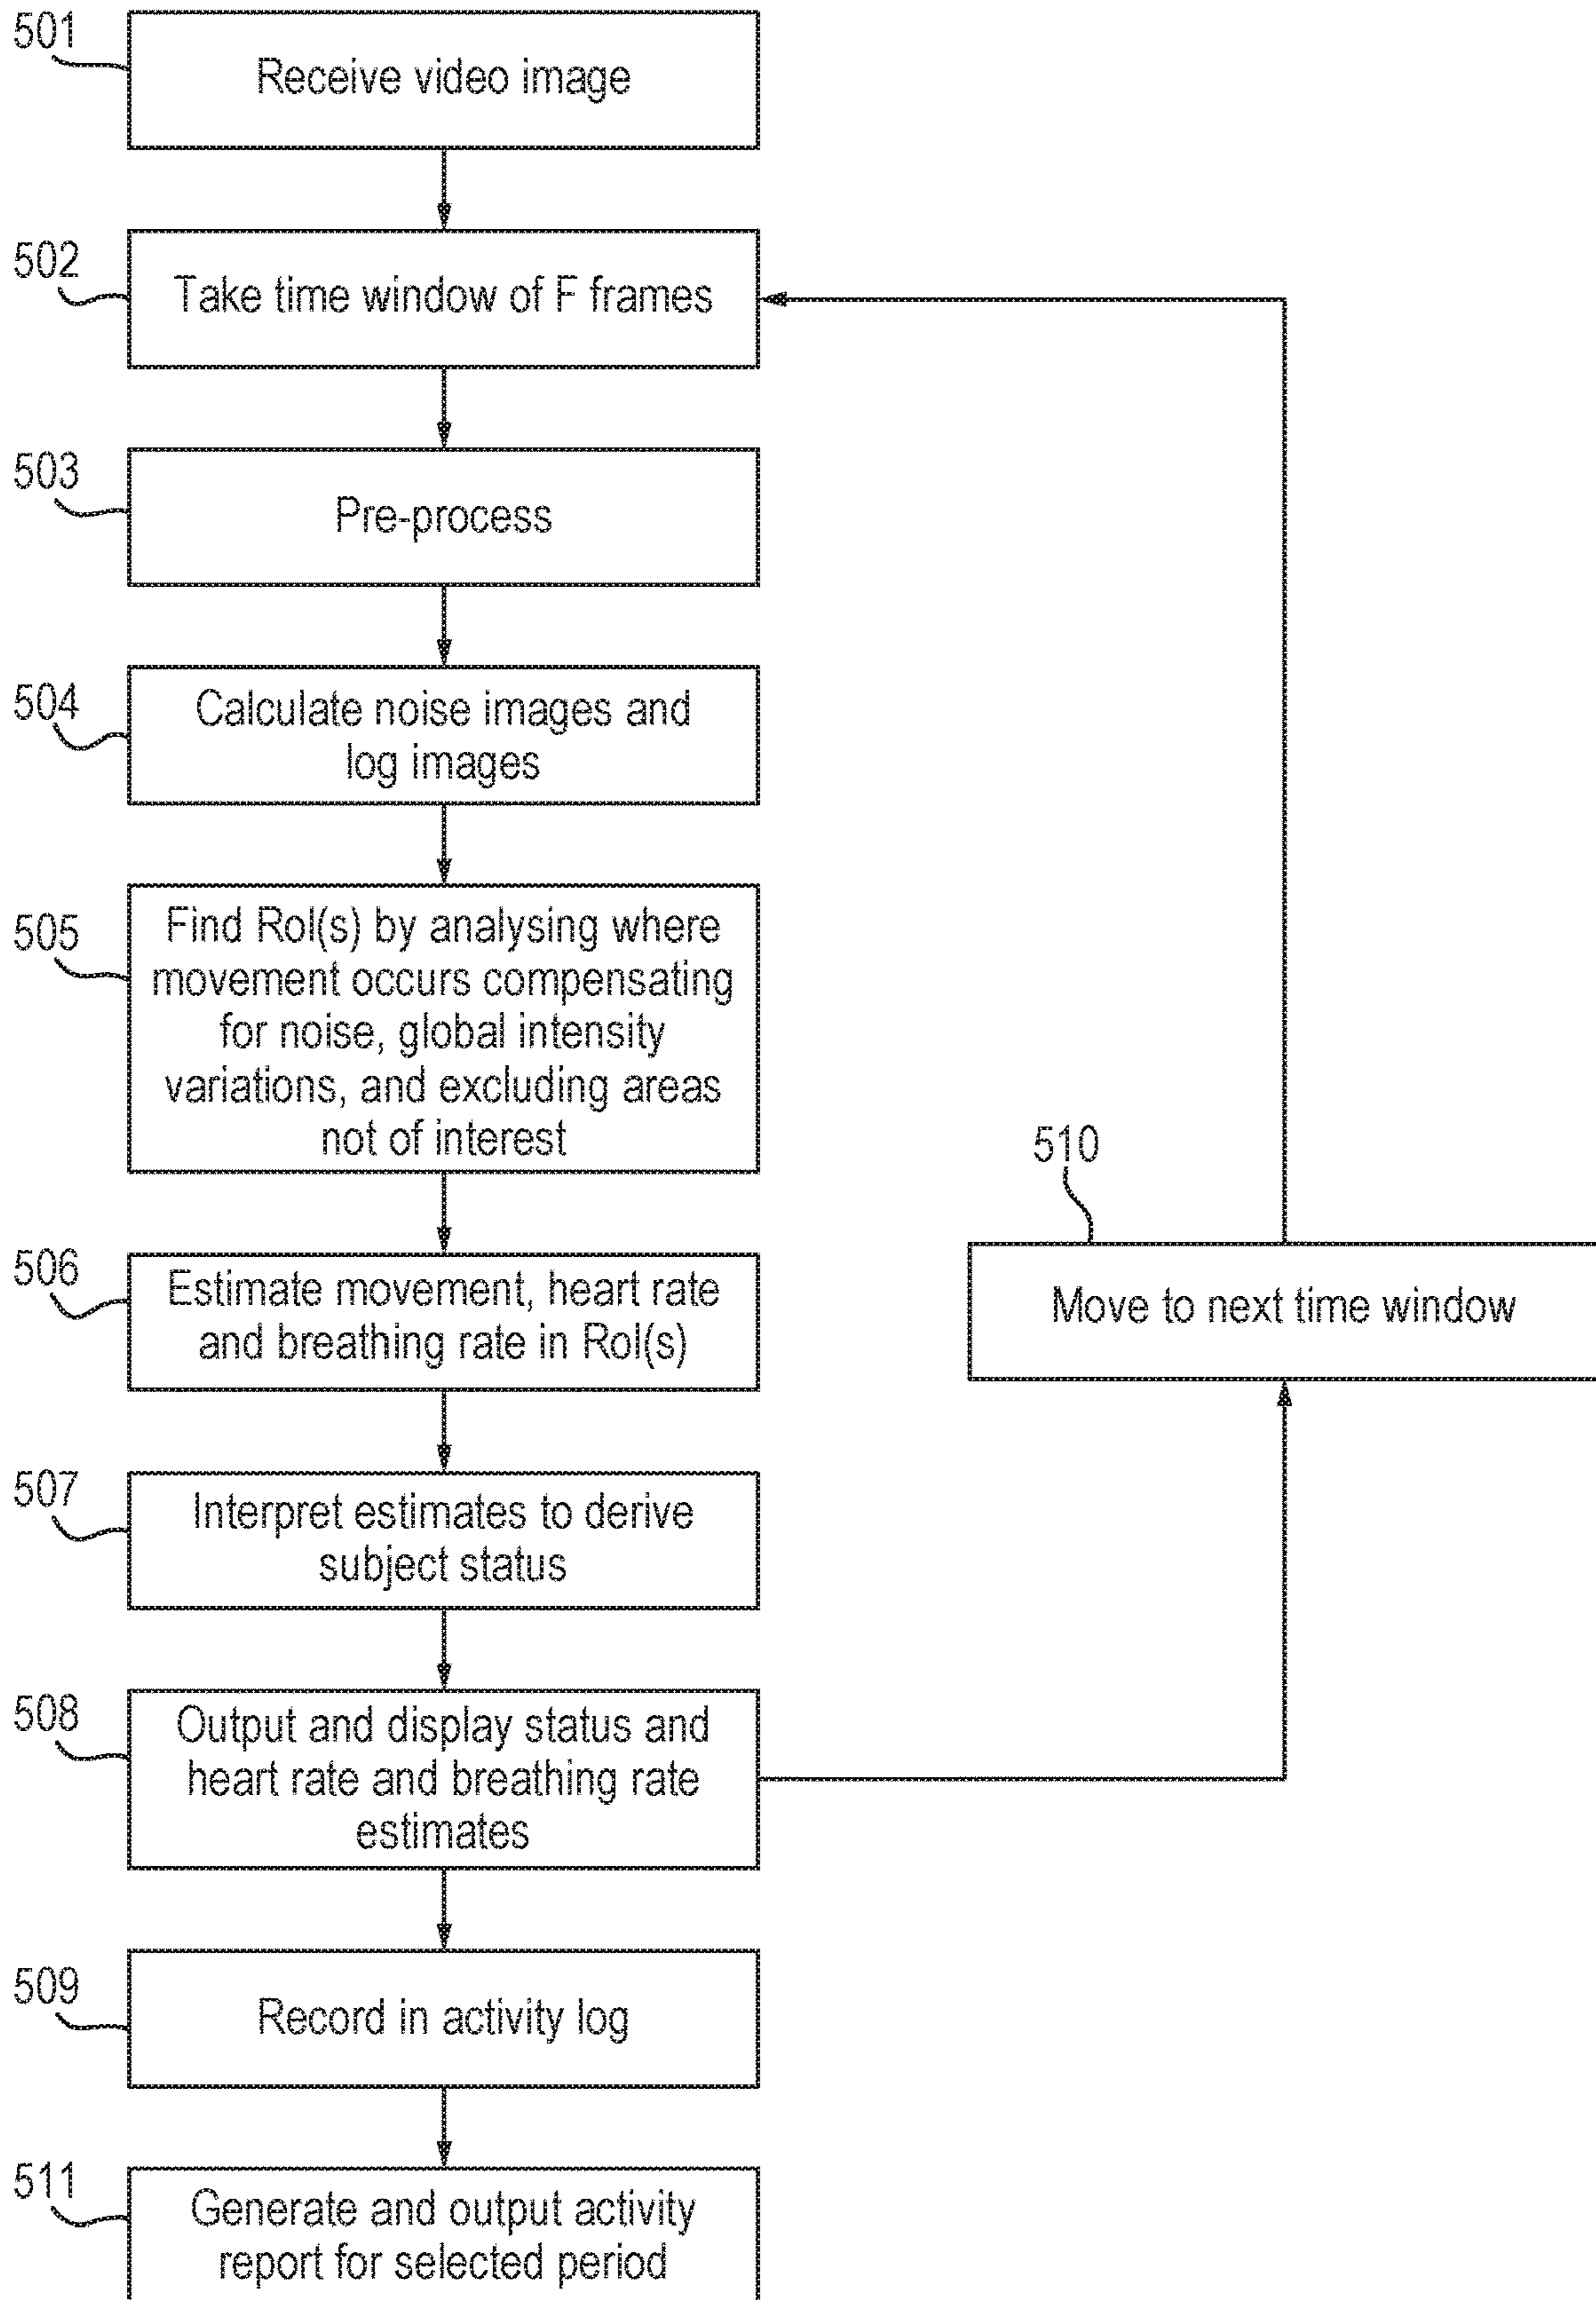 501
Receive video image
502
Take time window of F frames
503
Pre-process
504
Calculate noise images and
log images
505
Find RoI(s) by analysing where
movement occurs compensating
for noise, global intensity
variations, and excluding areas
not of interest
506
Estimate movement, heart rate
and breathing rate in RoI(s)
510
Move to next time window
507
Interpret estimates to derive
subject status
508
Output and display status and
heart rate and breathing rate
estimates
509
Record in activity log
511
Generate and output activity
report for selected period